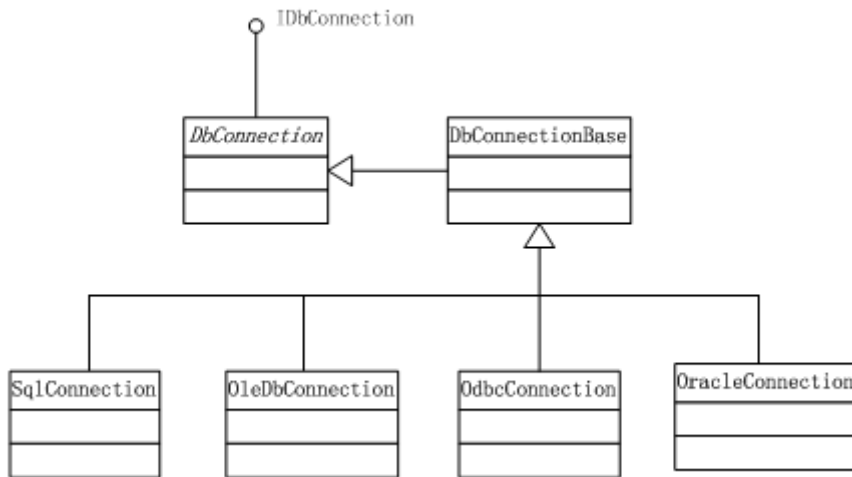 IDbConnection
DbConnection
DbConnectionBase
SqlConnection
OleDbConnection
OdbcConnection
OracleConnection